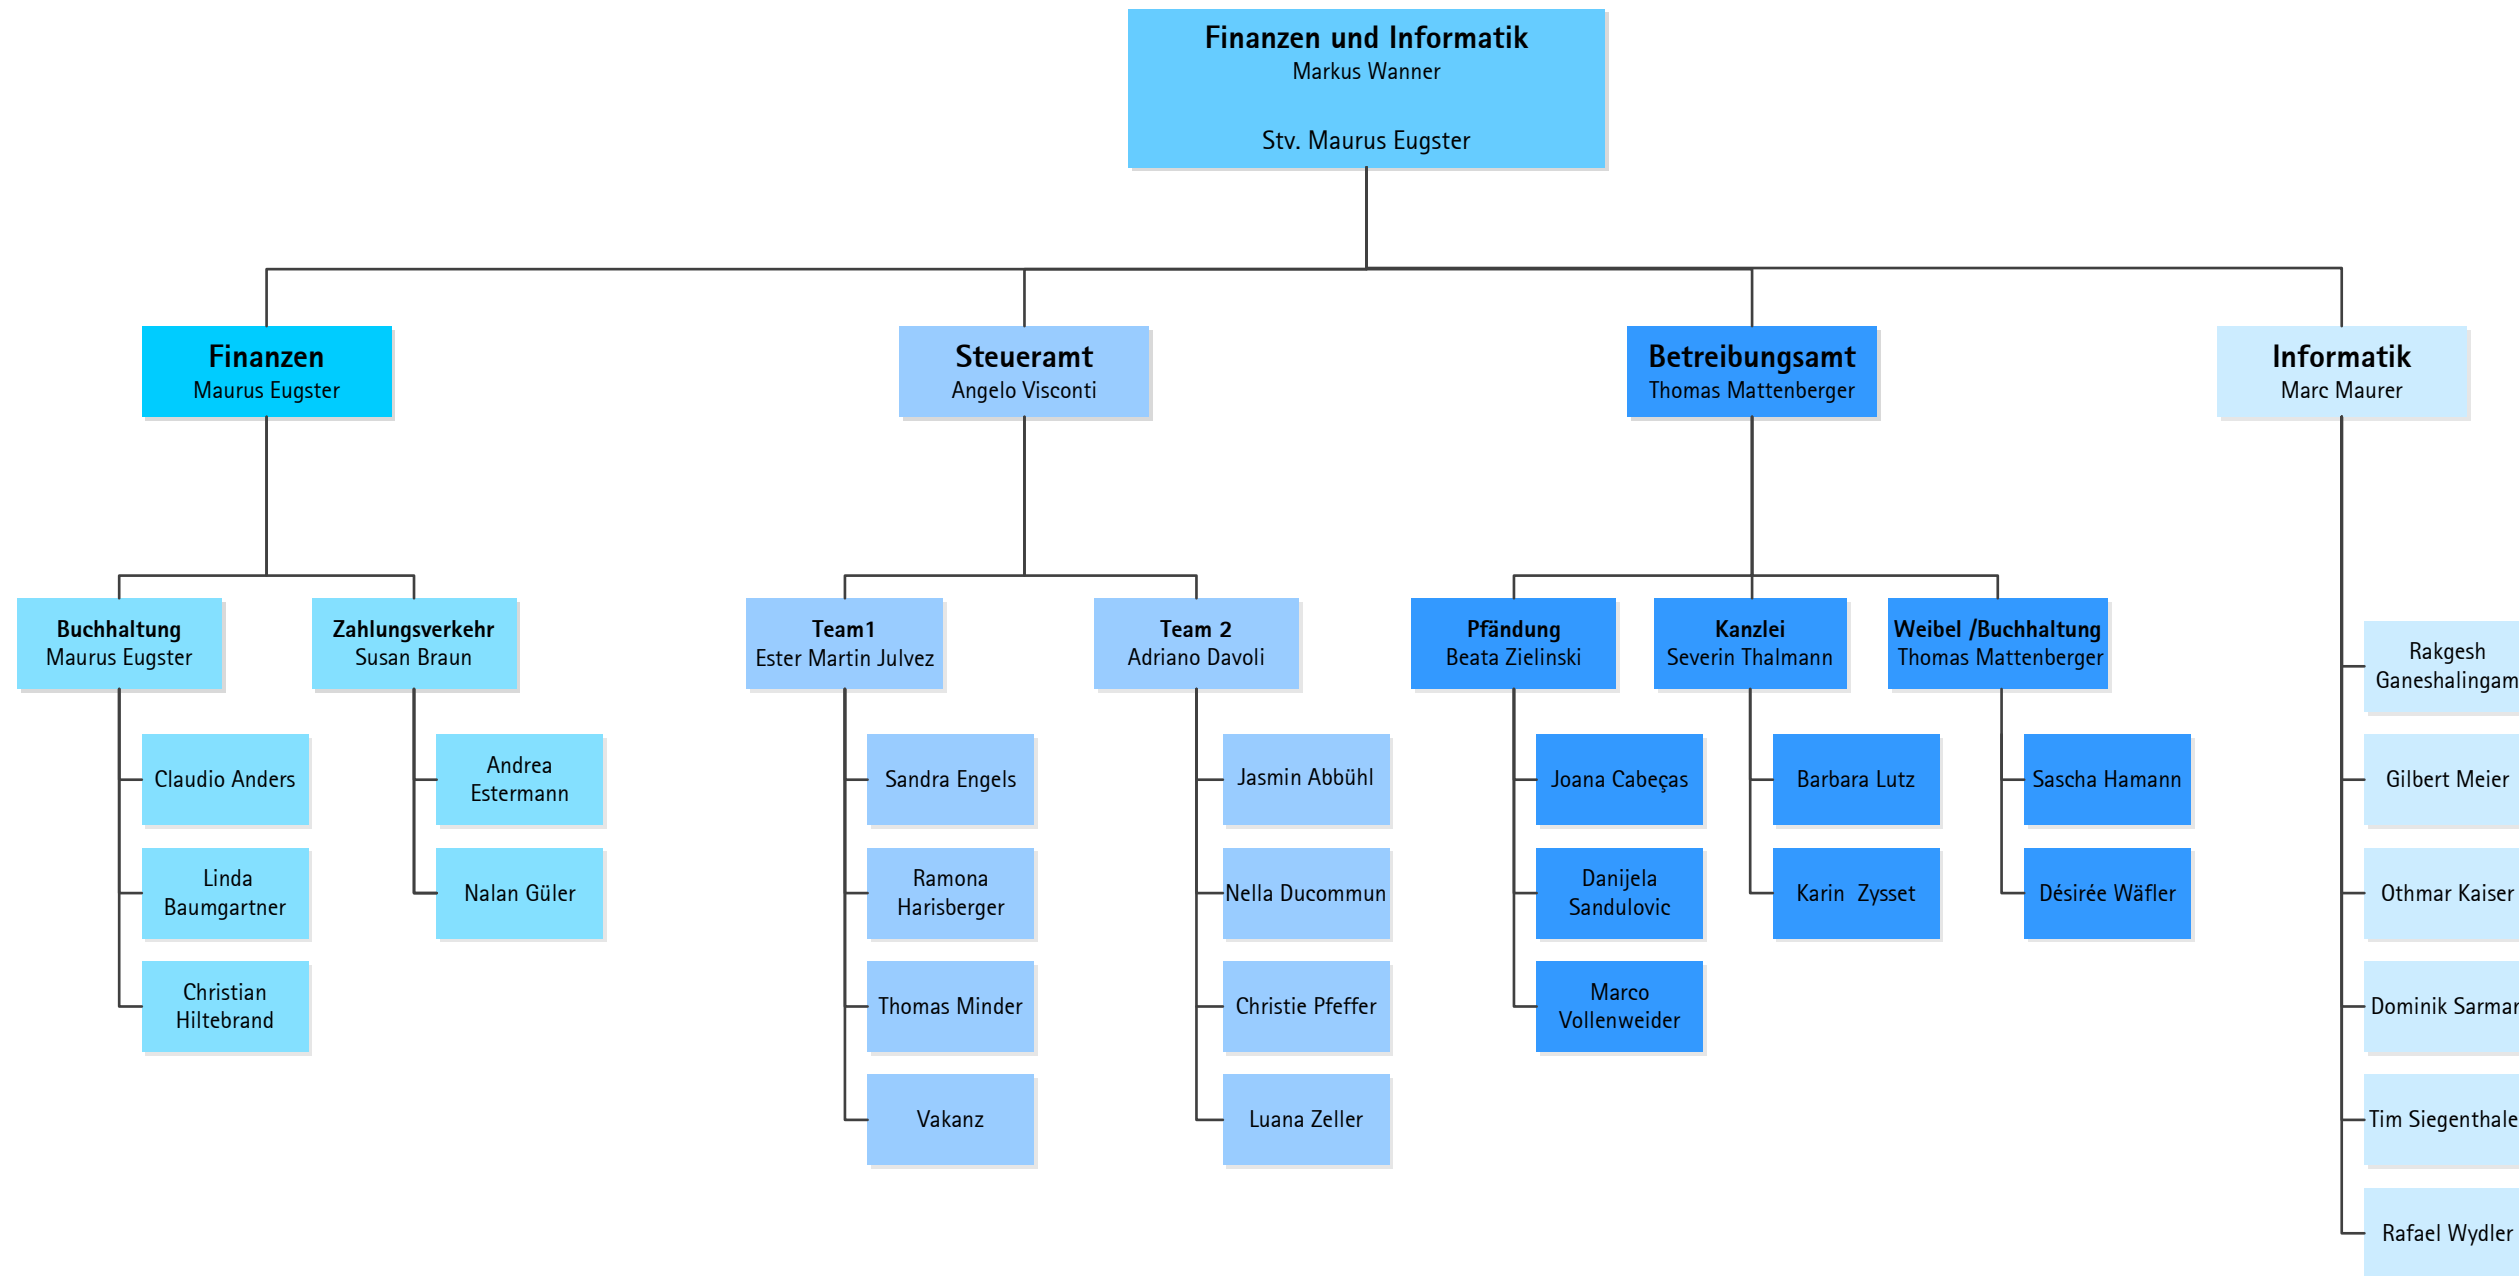 Finanzen und Informatik
Markus Wanner
Stv. Maurus Eugster
Finanzen
Maurus Eugster
Steueramt
Angelo Visconti
Betreibungsamt
Thomas Mattenberger
Informatik
Marc Maurer
Buchhaltung
Maurus Eugster
Claudio Anders
Linda
Baumgartner
Christian
Hiltebrand
Zahlungsverkehr
Susan Braun
Andrea
Estermann
Nalan Güler
Team1
Ester Martin Julvez
Sandra Engels
Ramona
Harisberger
Thomas Minder
Vakanz
Team 2
Adriano Davoli
Jasmin Abbühl
Nella Ducommun
Christie Pfeffer
Luana Zeller
Pfändung
Beata Zielinski
Joana Cabeças
Danijela
Sandulovic
Marco
Vollenweider
Kanzlei
Severin Thalmann
Barbara Lutz
Karin  Zysset
Weibel /Buchhaltung
Thomas Mattenberger
Sascha Hamann
Désirée Wäfler
Rakgesh
Ganeshalingam
Gilbert Meier
Othmar Kaiser
Dominik
Tim
Rafael Wydler